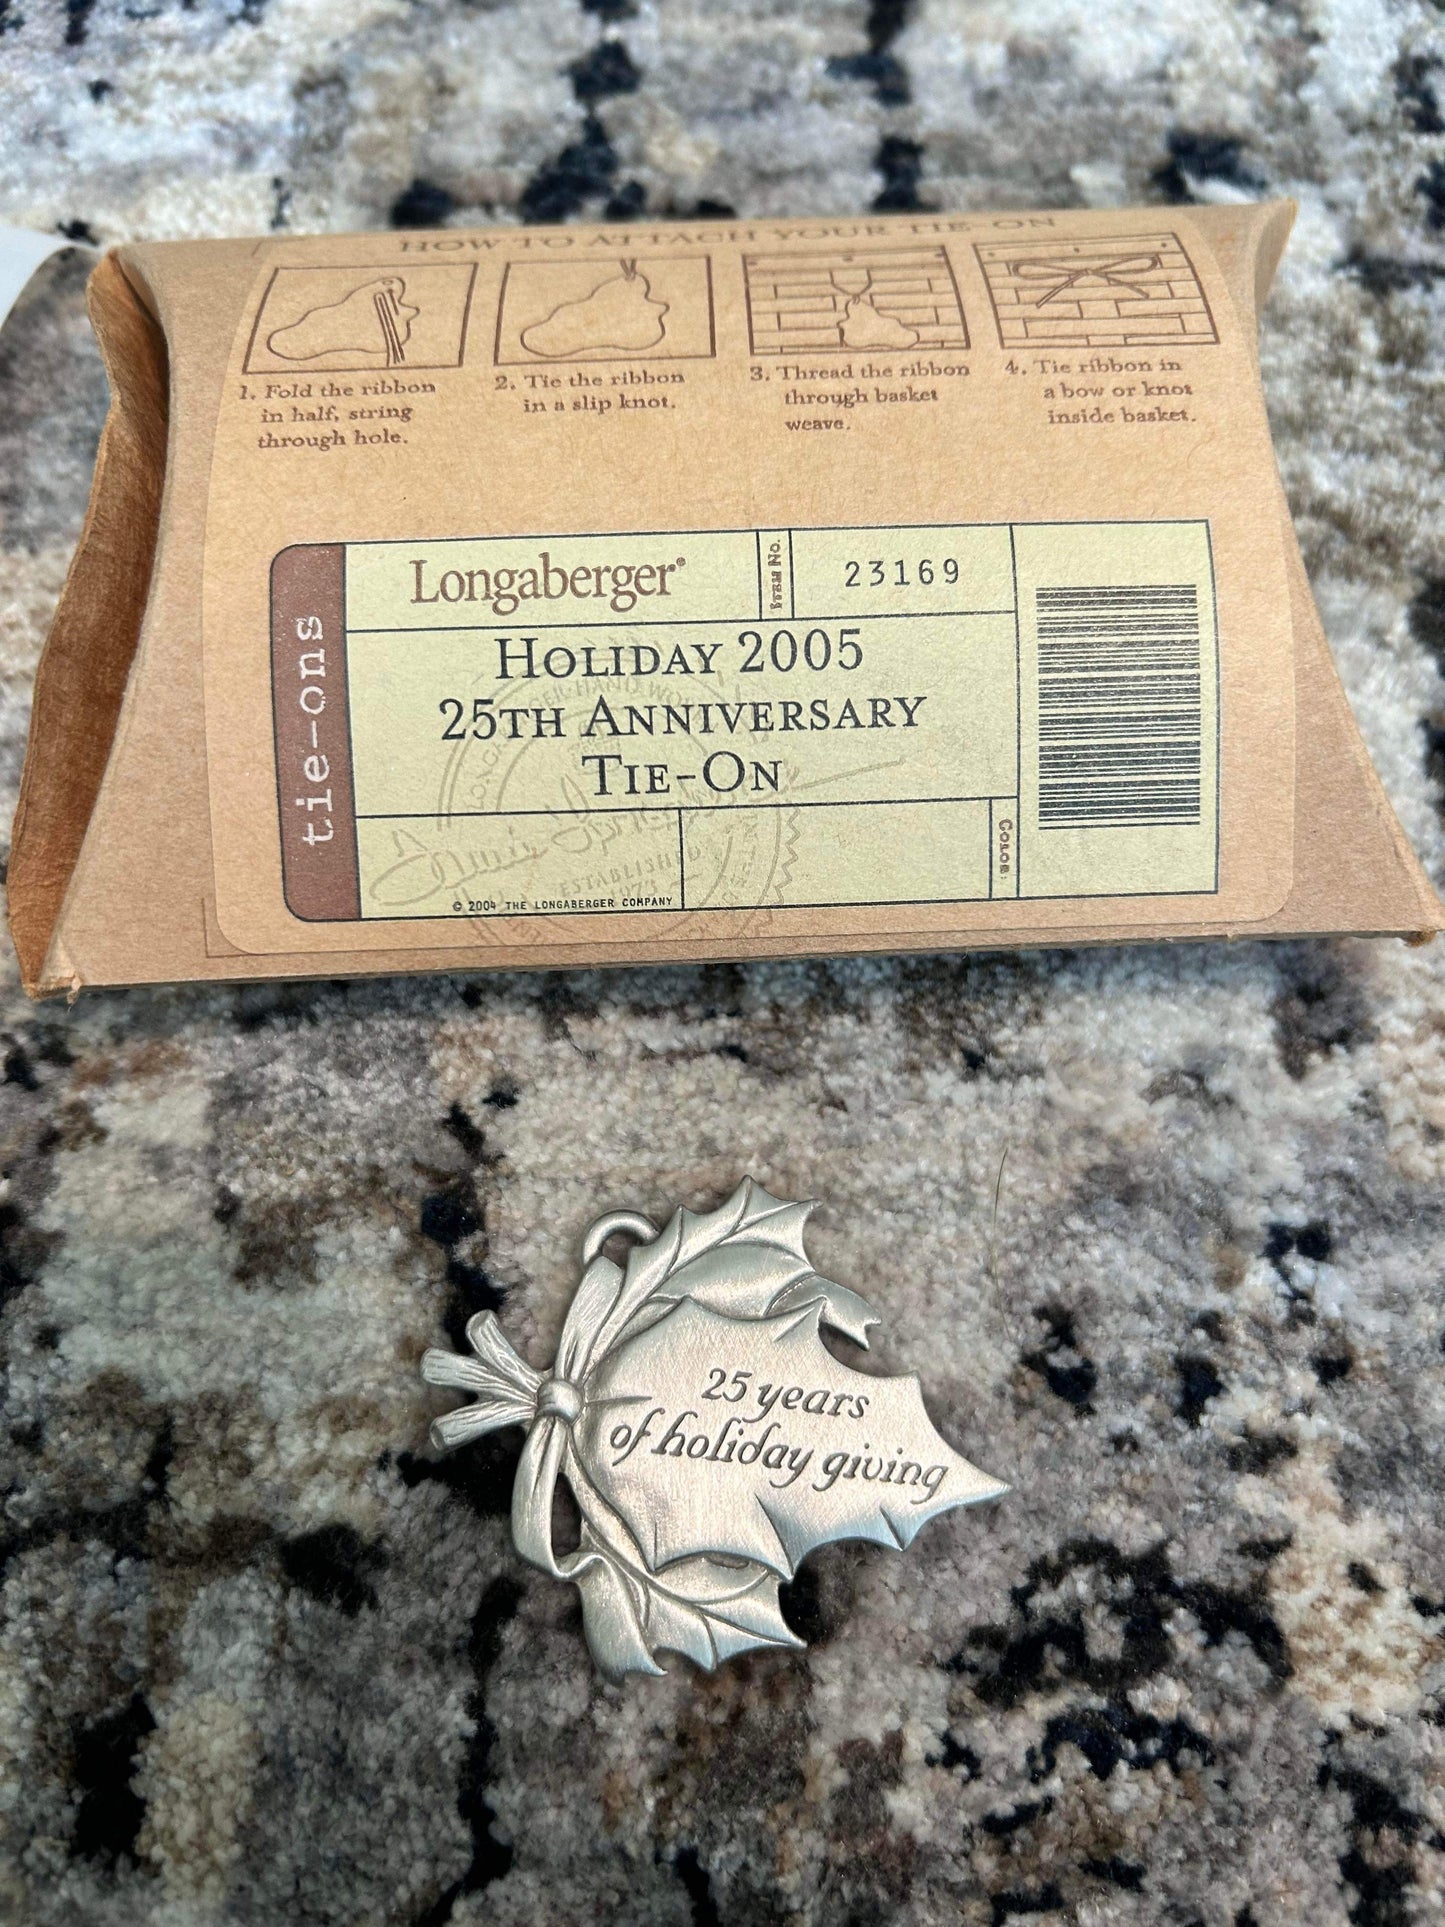 HOW TO ATTACH YOUR TIE-ON
1. Fold the ribbon
in half, string
through hole.
2. Tie the ribbon
in a slip knot.
3. Thread the ribbon
through basket
weave.
4. Tie ribbon in
a bow or knot
inside basket.
tie-ons
Longaberger®
ITEM NO.
23169
HOLIDAY 2005
25TH ANNIVERSARY
TIE-ON
ESTABLISHED
1973
© 2004 THE LONGABERGER COMPANY
COLOR:
25 years
of holiday giving